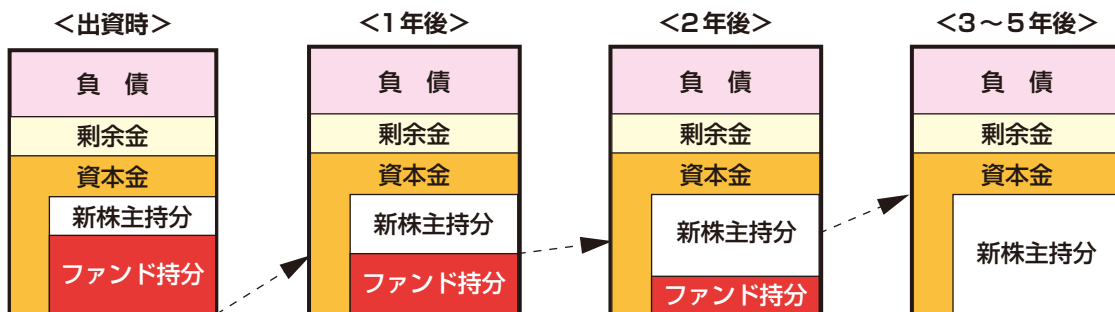 <出資時>
負 債
剰余金
資本金
新株主持分
ファンド持分
<1年後>
負 債
剰余金
資本金
新株主持分
ファンド持分
<2年後>
負 債
剰余金
資本金
新株主持分
ファンド持分
<3～5年後>
負 債
剰余金
資本金
新株主持分